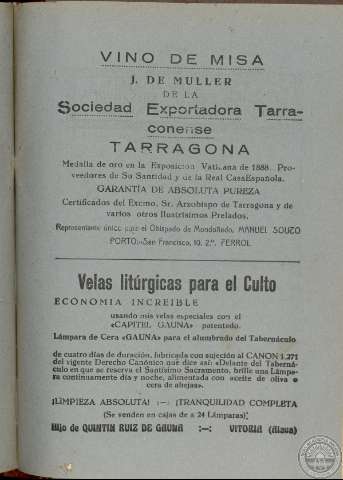 VINO DE MISA
J. DE MULLER
DE LA
Sociedad Exportadora Tarra-
conense
TARRAGONA
Medalla de oro en la Exposición Vaticana de 1888. Pro-
veedores de Su Santidad y de la Real CasaEspañola.
GARANTÍA DE ABSOLUTA PUREZA
Certificados del Excmo. Sr. Arzobispo de Tarragona y de
varios otros Ilustrísimos Prelados.
Representante único para el Obispado de Mondoñedo, MANUEL SOUTO
PORTO.-San Francisco, 10, 2.º, FERROL
Velas litúrgicas para el Culto
ECONOMIA INCREIBLE
usando mis velas especiales con el
«CAPITEL GAUNA» patentado.
Lámpara de Cera «GAUNA» para el alumbrado del Tabernáculo
de cuatro días de duración, fabricada con sujeción al CANON 1.271
del vigente Derecho Canónico que dice así: «Delante del Taberná-
culo en que se reserva el Santísimo Sacramento, brille una Lámpa-
ra continuamente día y noche, alimentada con «aceite de oliva o
cera de abejas».
¡LIMPIEZA ABSOLUTA! :—: ¡TRANQUILIDAD COMPLETA
(Se venden en cajas de a 24 Lámparas)!
Hijo de QUINTIN RUIZ DE GAUNA :—: VITORIA (Alava)